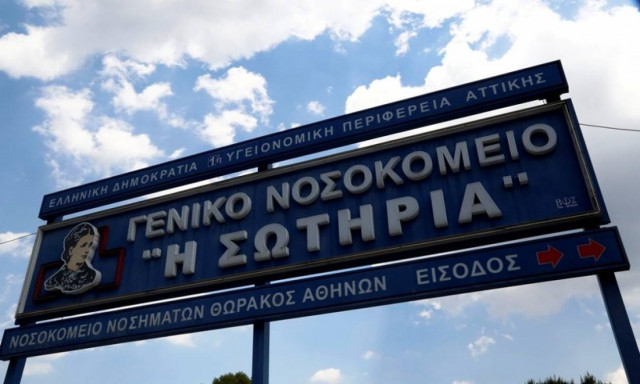 ΕΛΛΗΝΙΚΗ ΔΗΜΟΚΡΑΤΙΑ 1η ΥΓΕΙΟΝΟΜΙΚΗ ΠΕΡΙΦΕΡΕΙΑ ΑΤΤΙΚΗΣ
ΓΕΝΙΚΟ ΝΟΣΟΚΟΜΕΙΟ
"Η ΣΩΤΗΡΙΑ"
ΝΟΣΟΚΟΜΕΙΟ ΝΟΣΗΜΑΤΩΝ ΘΩΡΑΚΟΣ ΑΘΗΝΩΝ ΕΙΣΟΔΟΣ